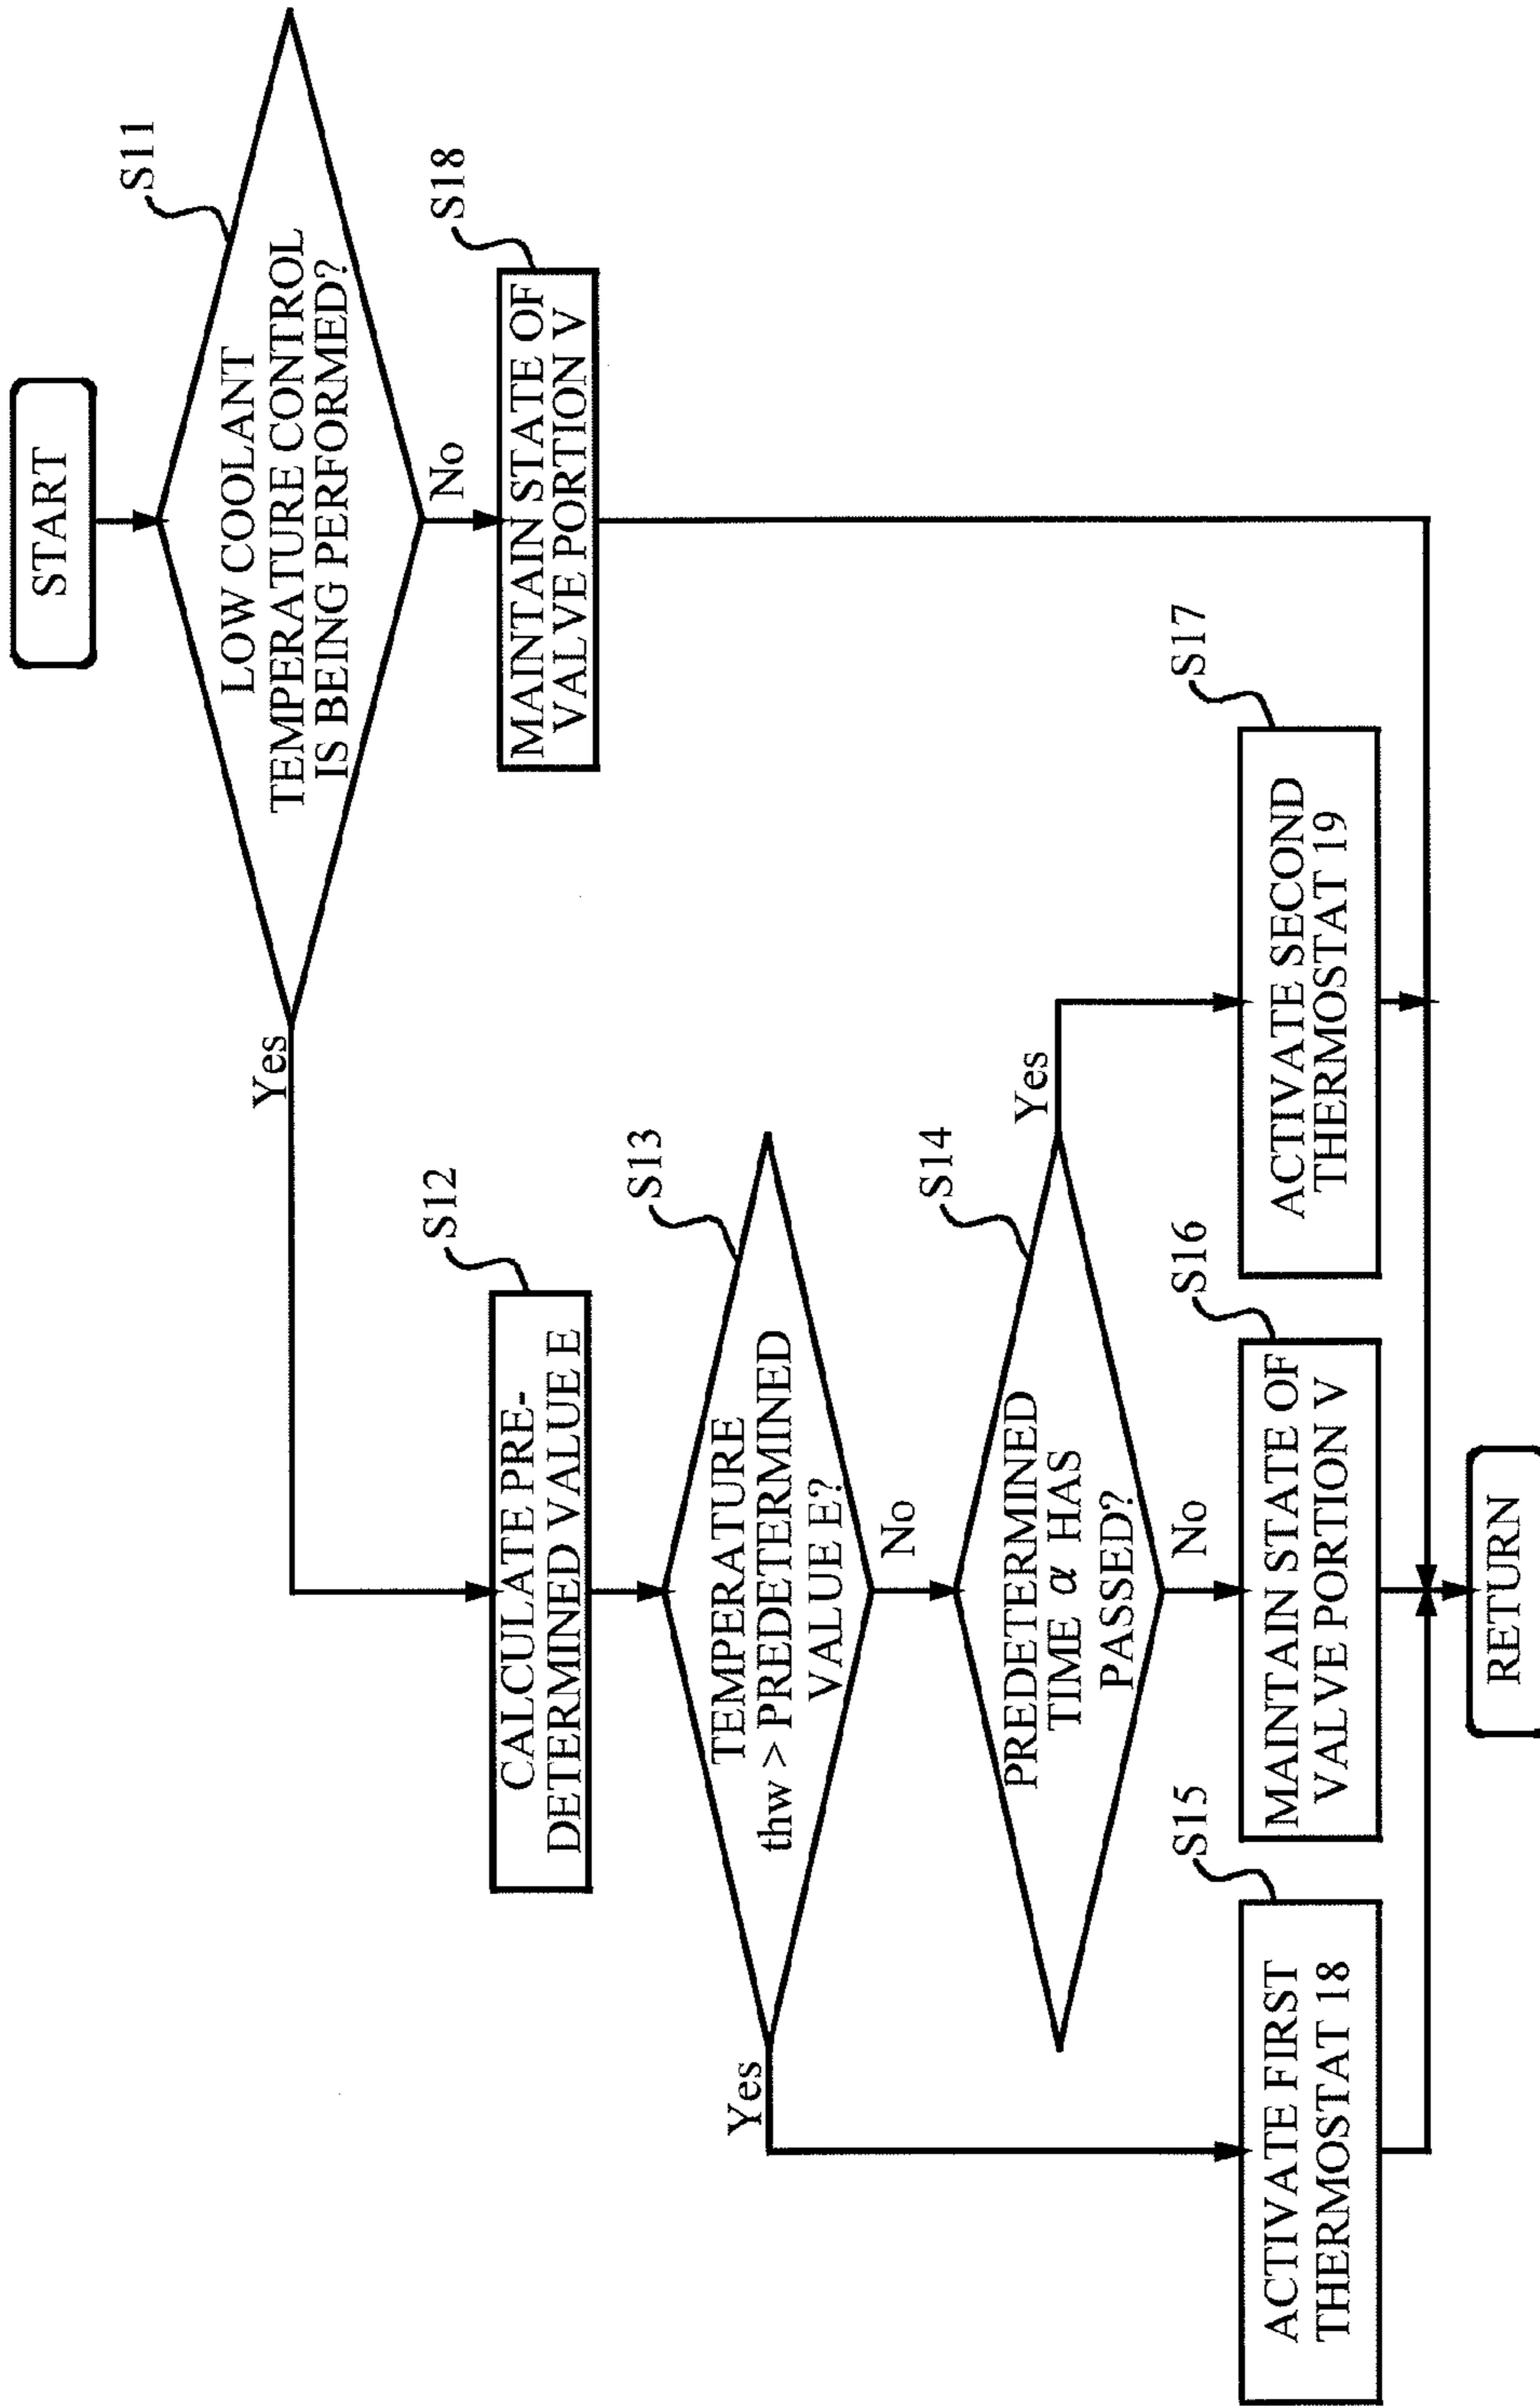 START
S11
LOW COOLANT
TEMPERATURE CONTROL
IS BEING PERFORMED?
Yes
No
S18
MAINTAIN STATE OF
VALVE PORTION V
S12
CALCULATE PRE-
DETERMINED VALUE E
S13
TEMPERATURE
thw > PREDETERMINED
VALUE E?
Yes
No
S14
PREDETERMINED
TIME α HAS
PASSED?
Yes
No
S15
ACTIVATE FIRST
THERMOSTAT 18
S16
MAINTAIN STATE OF
VALVE PORTION V
S17
ACTIVATE SECOND
THERMOSTAT 19
RETURN